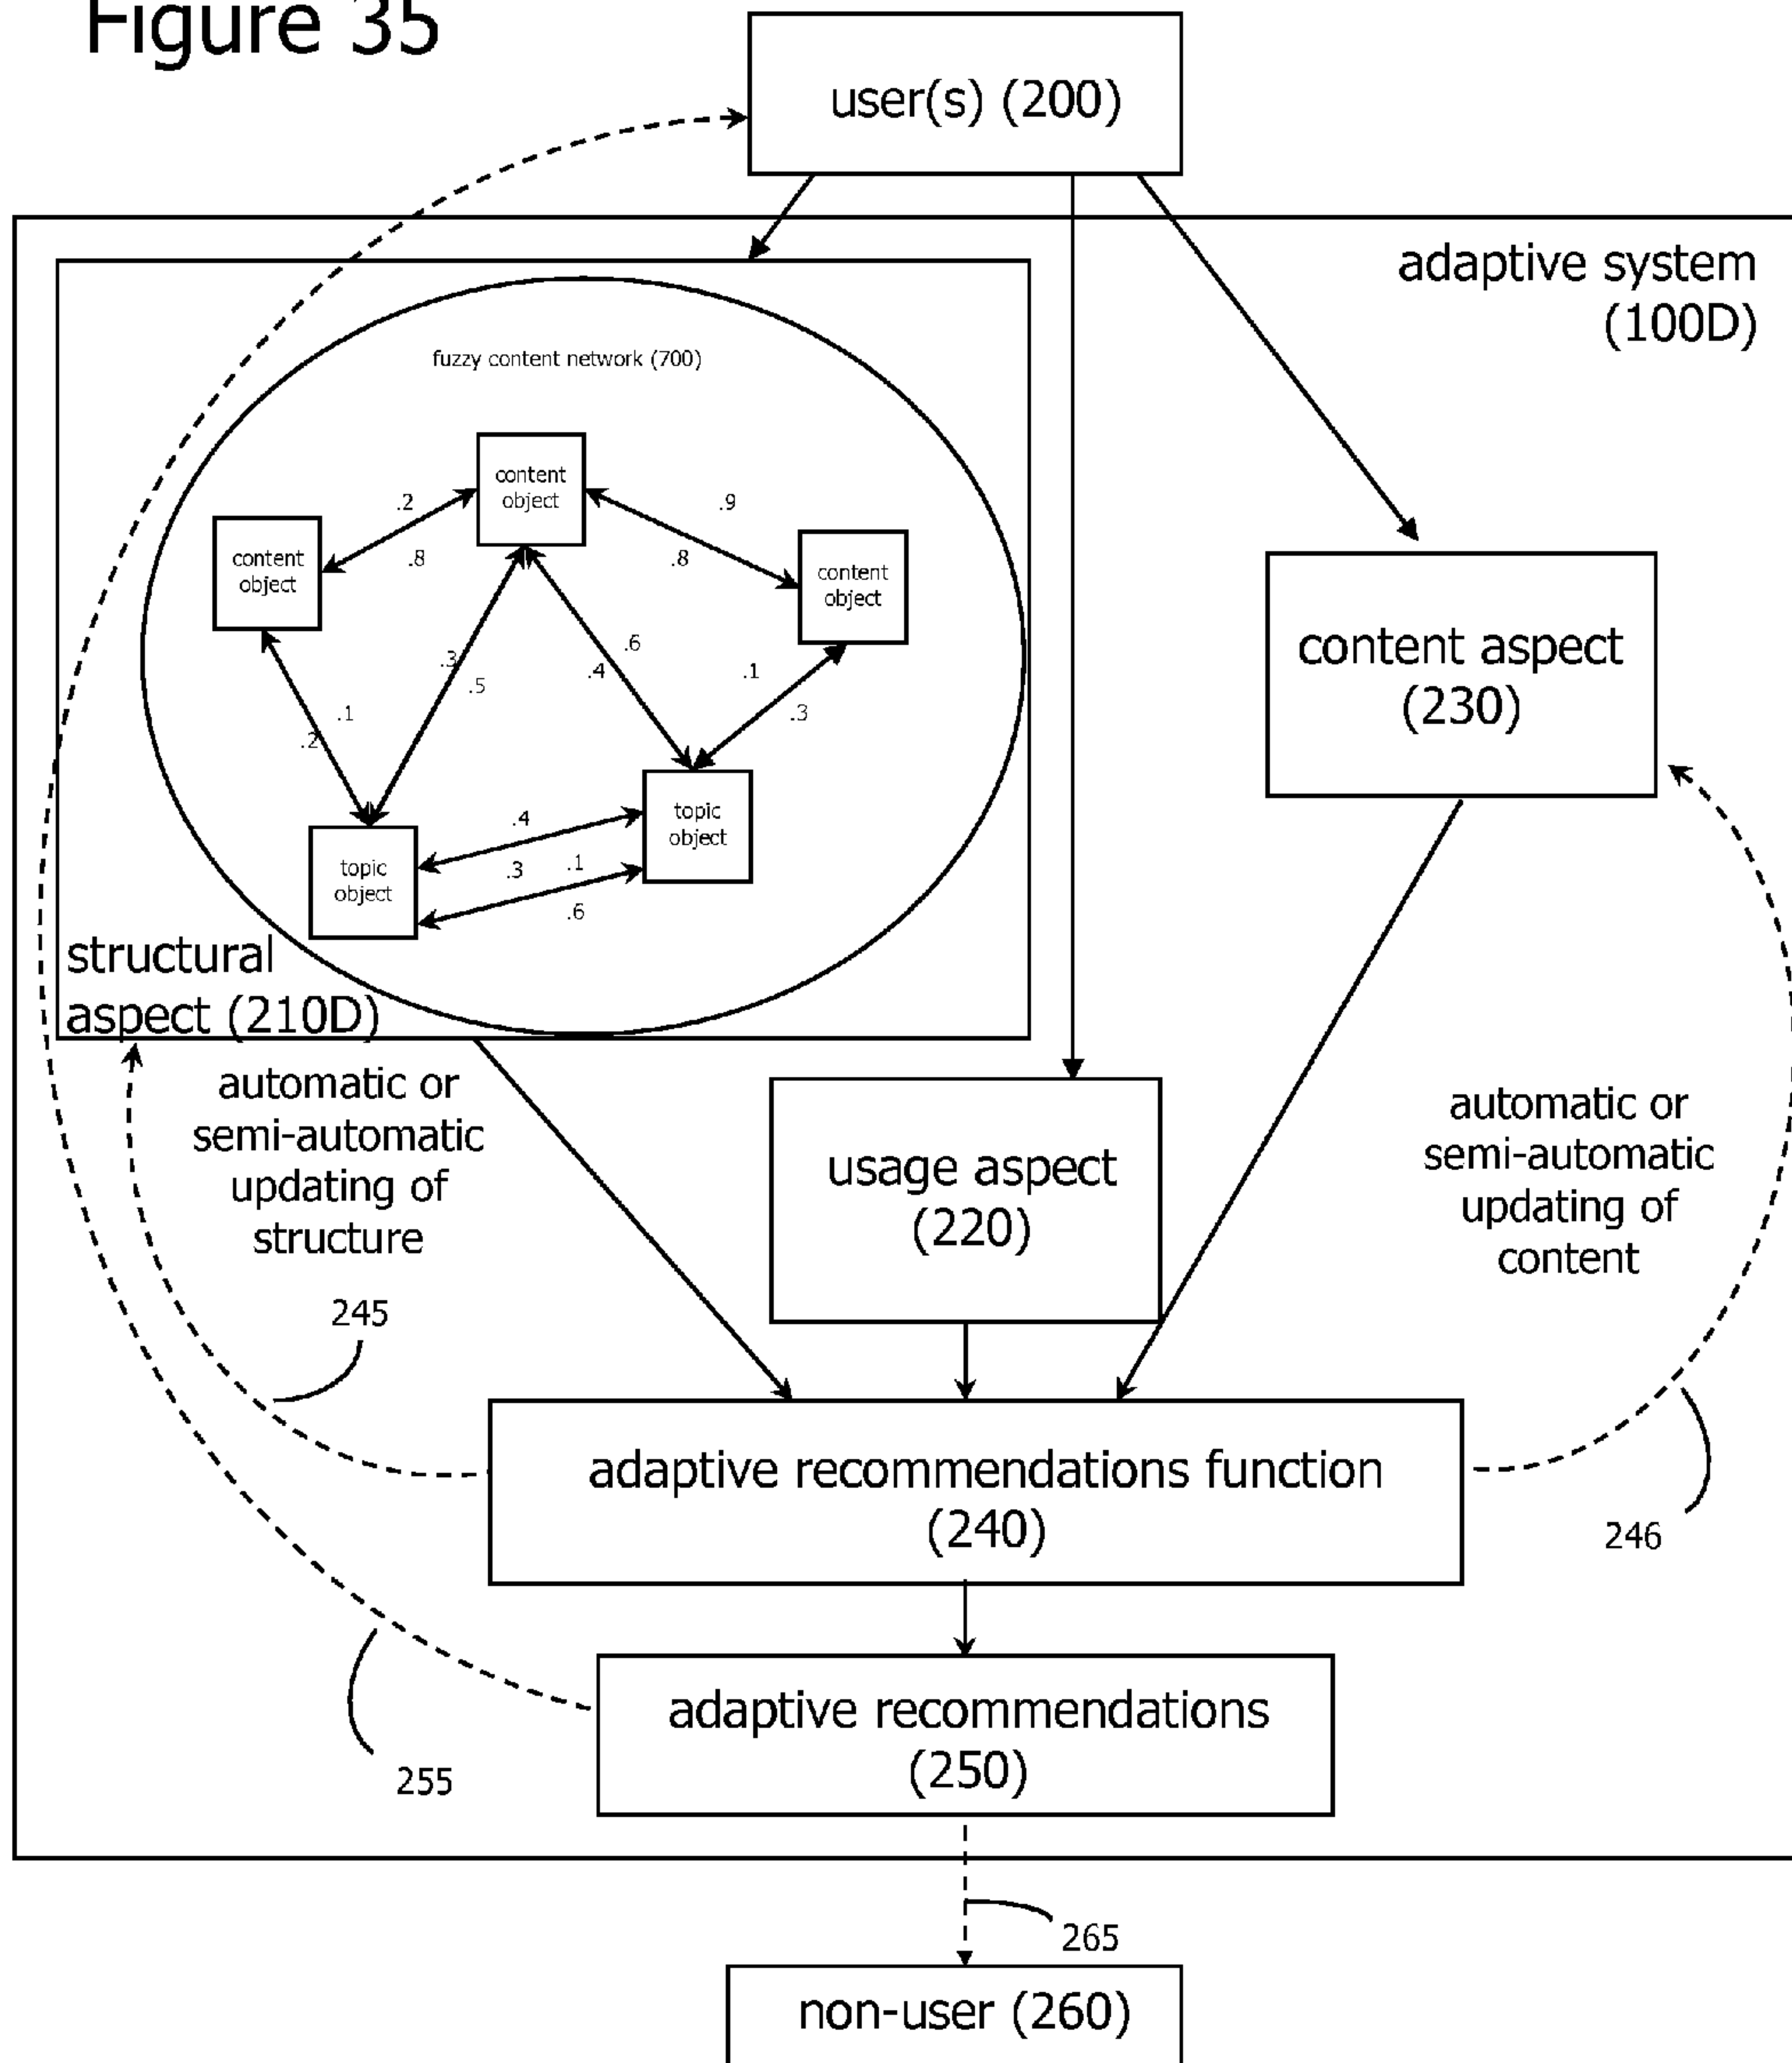 Figure 35
user(s) (200)
adaptive system
(100D)
fuzzy content network (700)
content
object
.2
.9
content
object
.8
.8
content
object
.3
.6
.5
.4
.1
.1
.3
.2
content aspect
(230)
topic
object
.4
topic
object
.3
.1
.6
structural
aspect (210D)
automatic or
semi-automatic
updating of
structure
usage aspect
(220)
automatic or
semi-automatic
updating of
content
245
adaptive recommendations function
(240)
246
adaptive recommendations
(250)
255
265
non-user (260)